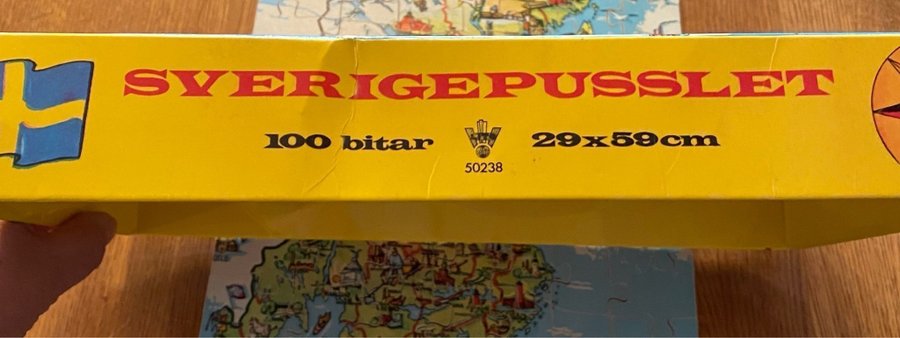 SVERIGEPUSSLET
100 bitar 29x59cm
50238